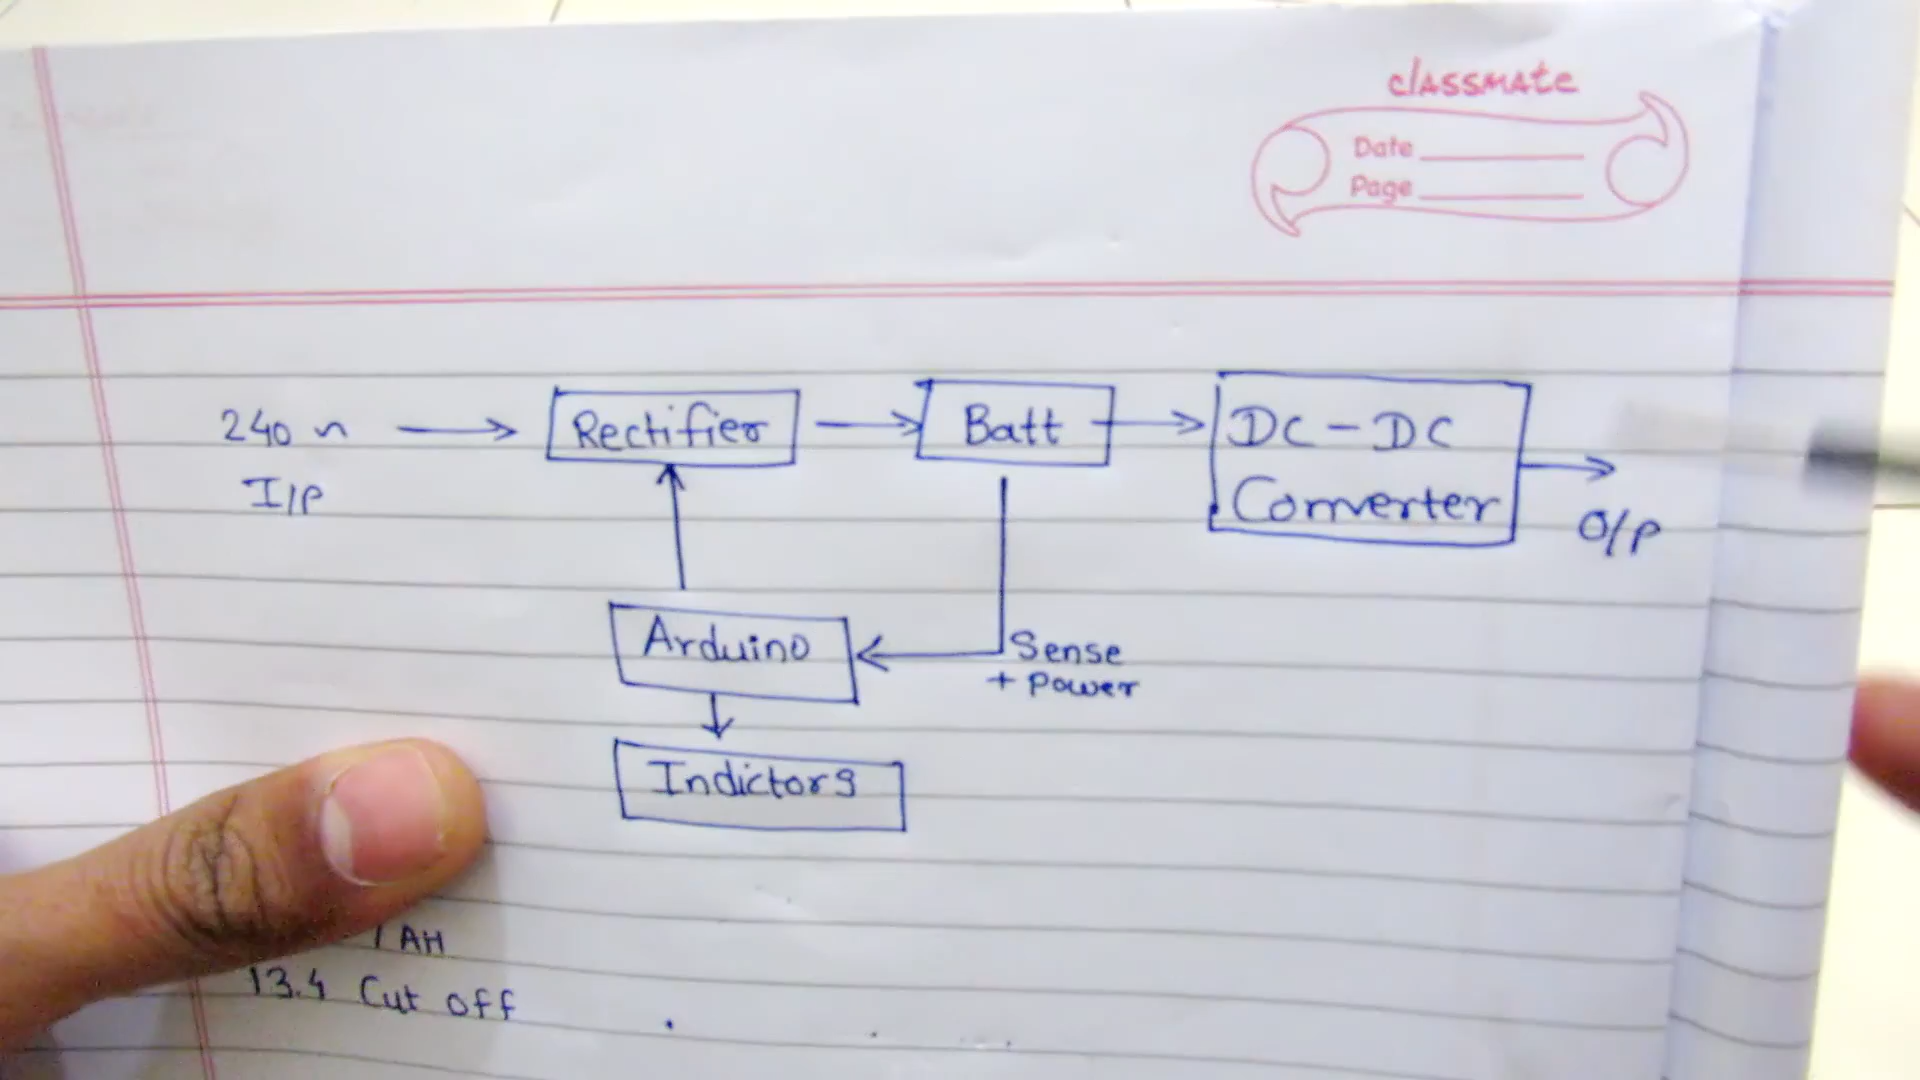 classmate
Date
Page
240 ~
I/P
Rectifier
Batt
DC-DC
Converter
O/P
Arduino
Sense
+ Power
Indictors
AH
13.4 Cut off